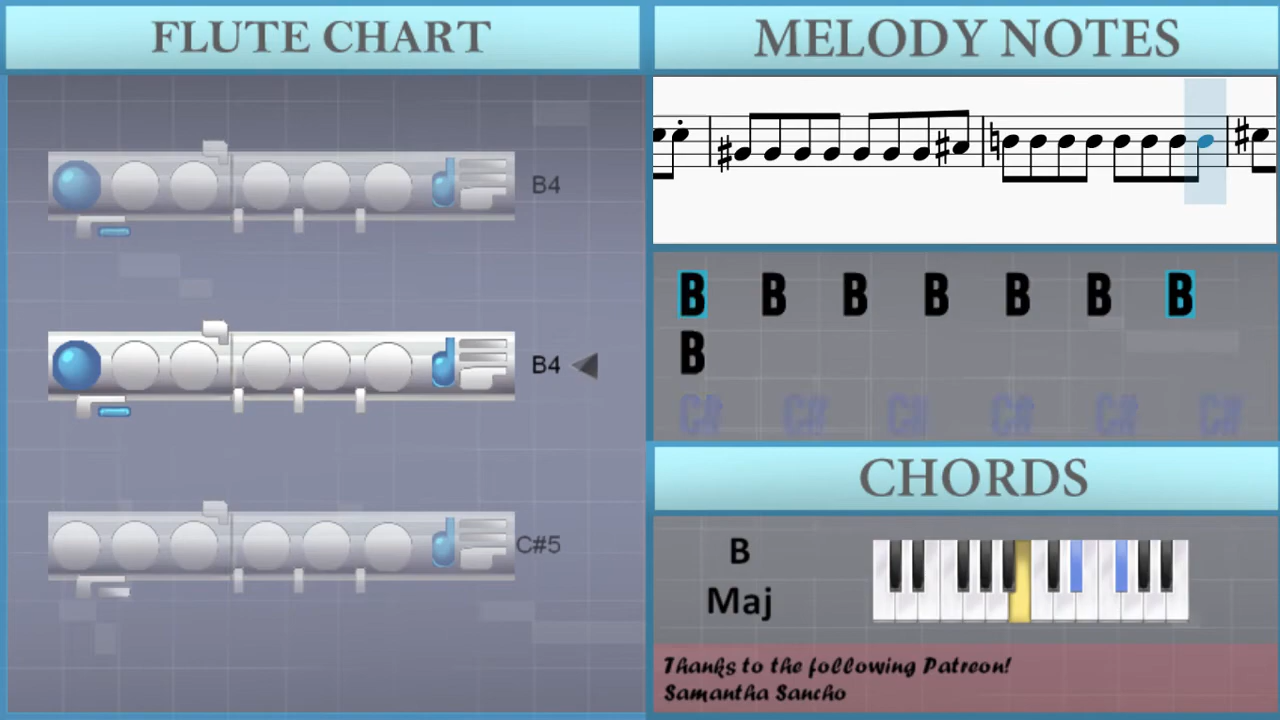 FLUTE CHART
B4
B4
C#5
MELODY NOTES
B B B B B B B
B
C# C# C# C# C# C#
CHORDS
B
Maj
Thanks to the following Patreon!
Samantha Sancho